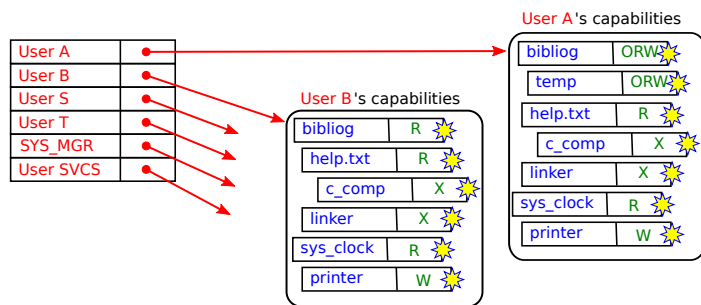 User A's capabilities
User A
User B
User S
User T
SYS_MGR
User SVCS
User B's capabilities
bibliog R
help.txt R
c_comp X
linker X
sys_clock R
printer W
bibliog ORW
temp ORW
help.txt R
c_comp X
linker X
sys_clock R
printer W